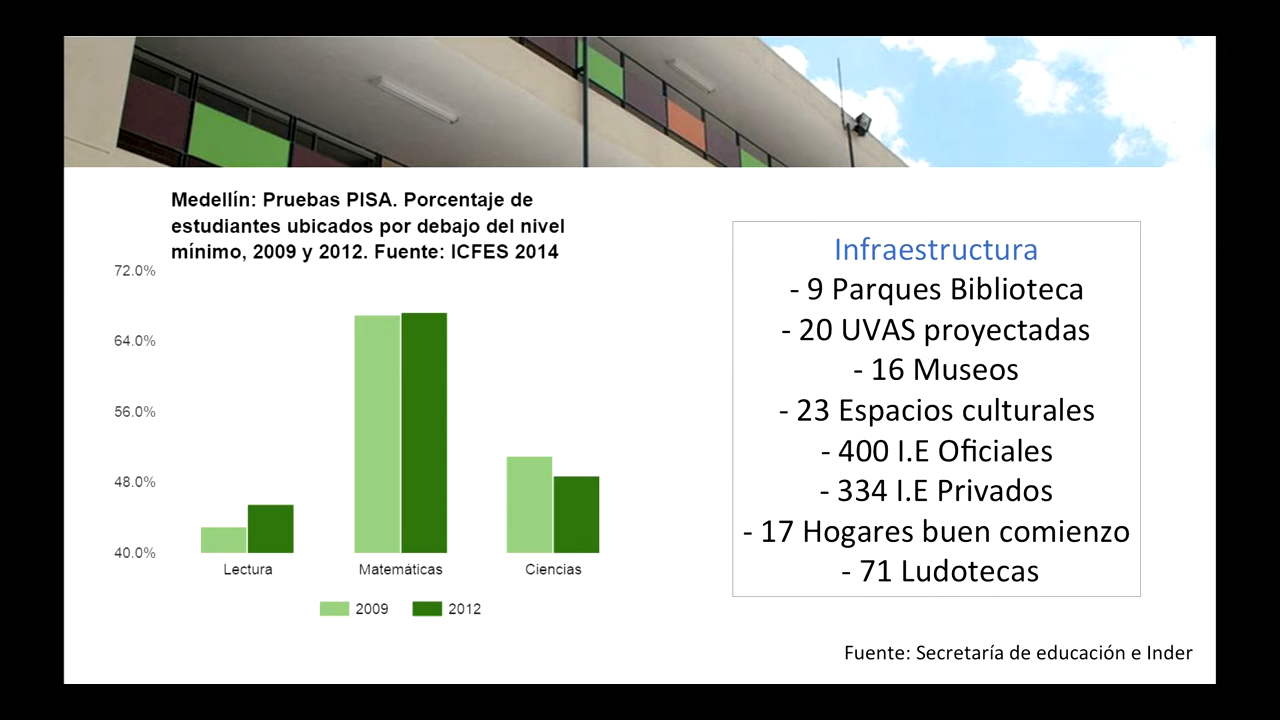 Medellín: Pruebas PISA. Porcentaje de
estudiantes ubicados por debajo del nivel
mínimo, 2009 y 2012. Fuente: ICFES 2014
72.0%
64.0%
56.0%
48.0%
40.0%
Lectura
Matemáticas
Ciencias
2009
2012
Infraestructura
- 9 Parques Biblioteca
- 20 UVAS proyectadas
- 16 Museos
- 23 Espacios culturales
- 400 I.E Oficiales
- 334 I.E Privados
- 17 Hogares buen comienzo
- 71 Ludotecas
Fuente: Secretaría de educación e Inder